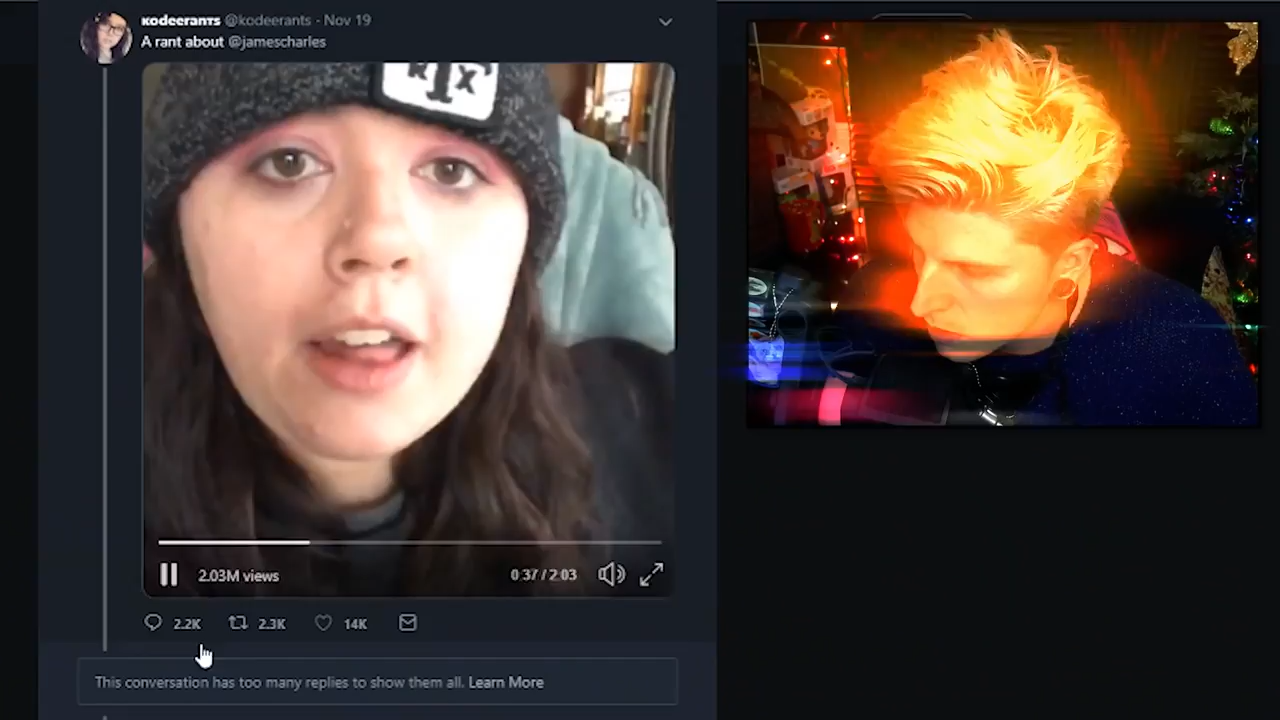 кodeeranтs @kodeerants · Nov 19
A rant about @jamescharles
2.03M views
0:37 / 2:03
2.2K 2.3K 14K
This conversation has too many replies to show them all. Learn More